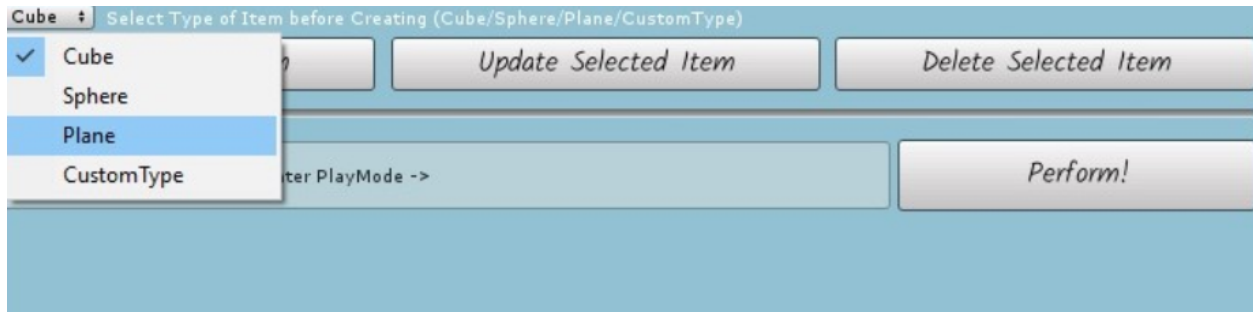 Cube Select Type of Item before Creating (Cube/Sphere/Plane/CustomType)
Cube
Update Selected Item Delete Selected Item
Sphere
Plane
CustomType
PlayMode ->
Perform!